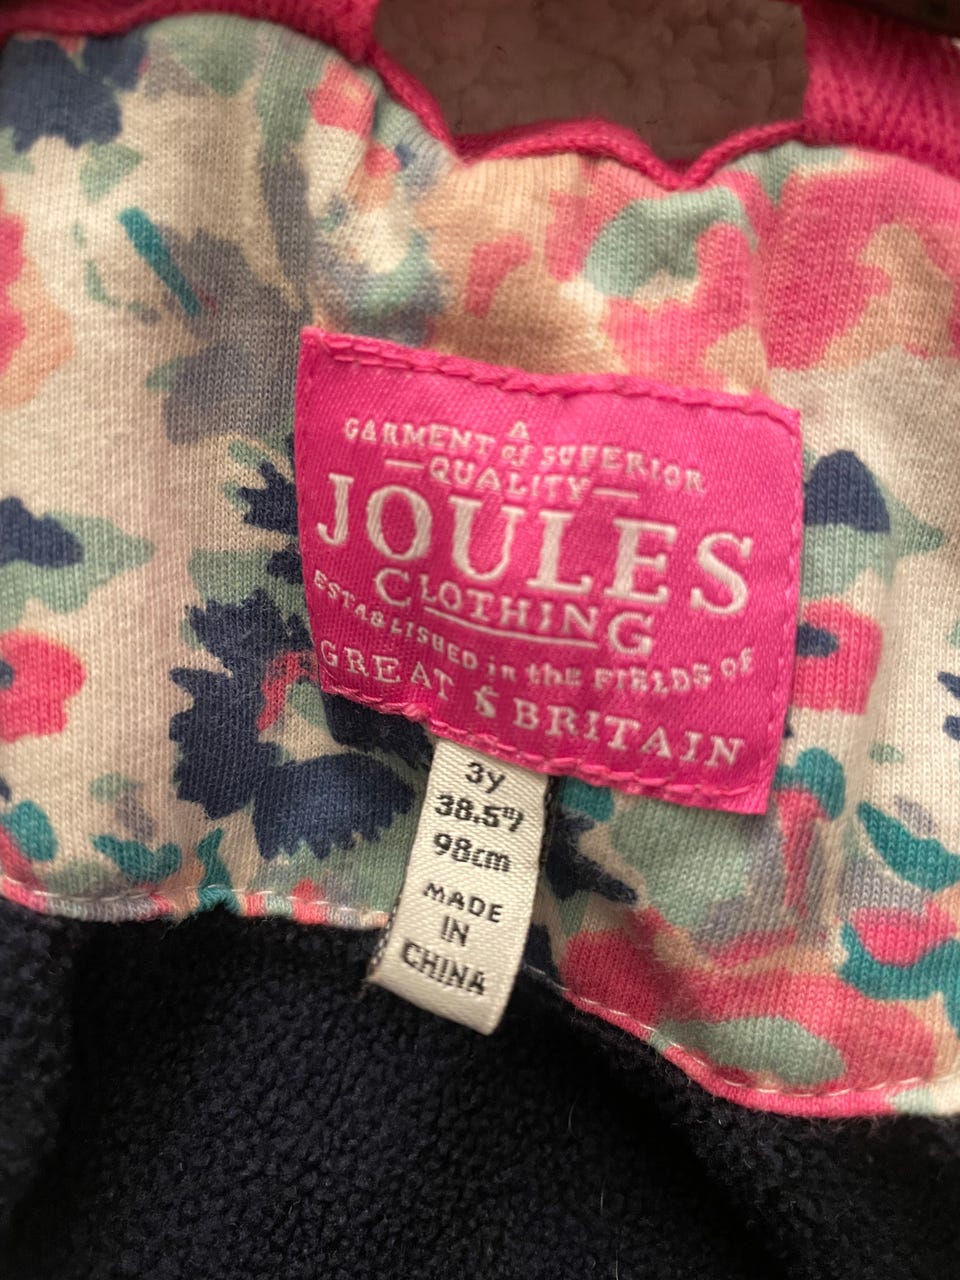 A
GARMENT of SUPERIOR
—QUALITY—
JOULES
CLOTHING
ESTABLISHED in the FIELDS OF
GREAT & BRITAIN
3y
38.5"/
98cm
MADE
IN
CHINA